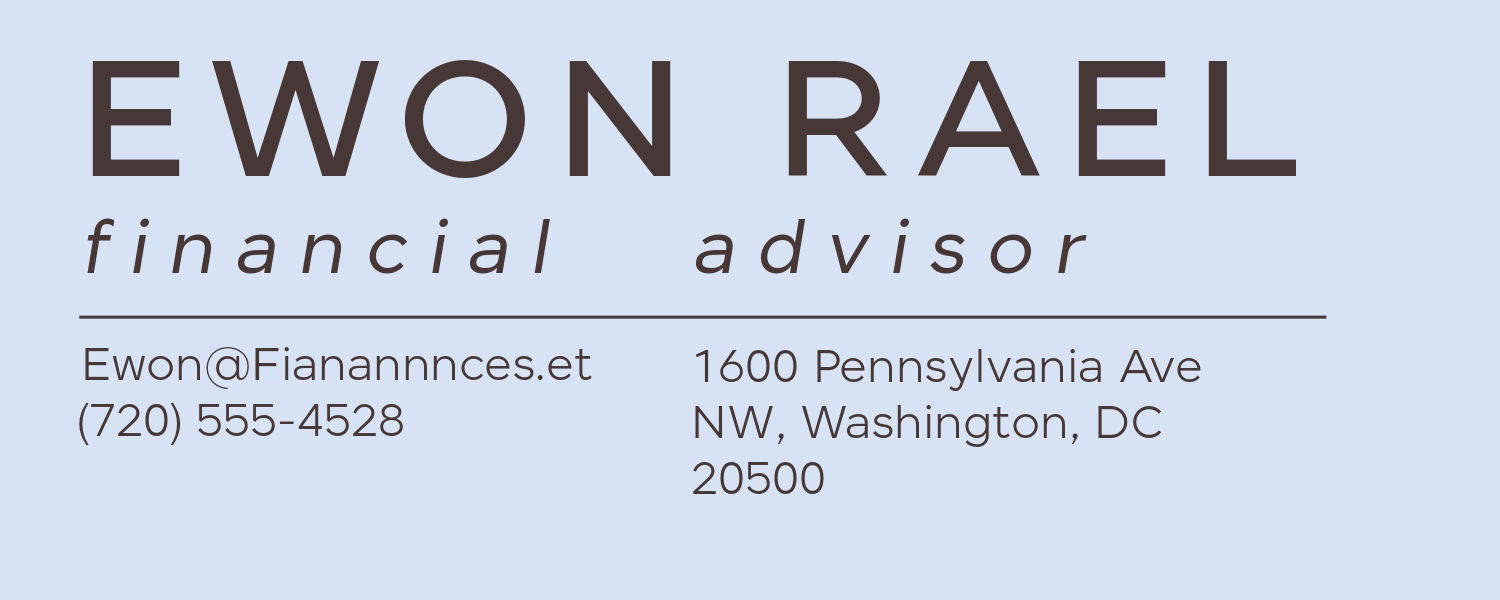 EWON RAEL
financial advisor
Ewon@Fianannnces.et
(720) 555-4528
1600 Pennsylvania Ave
NW, Washington, DC
20500